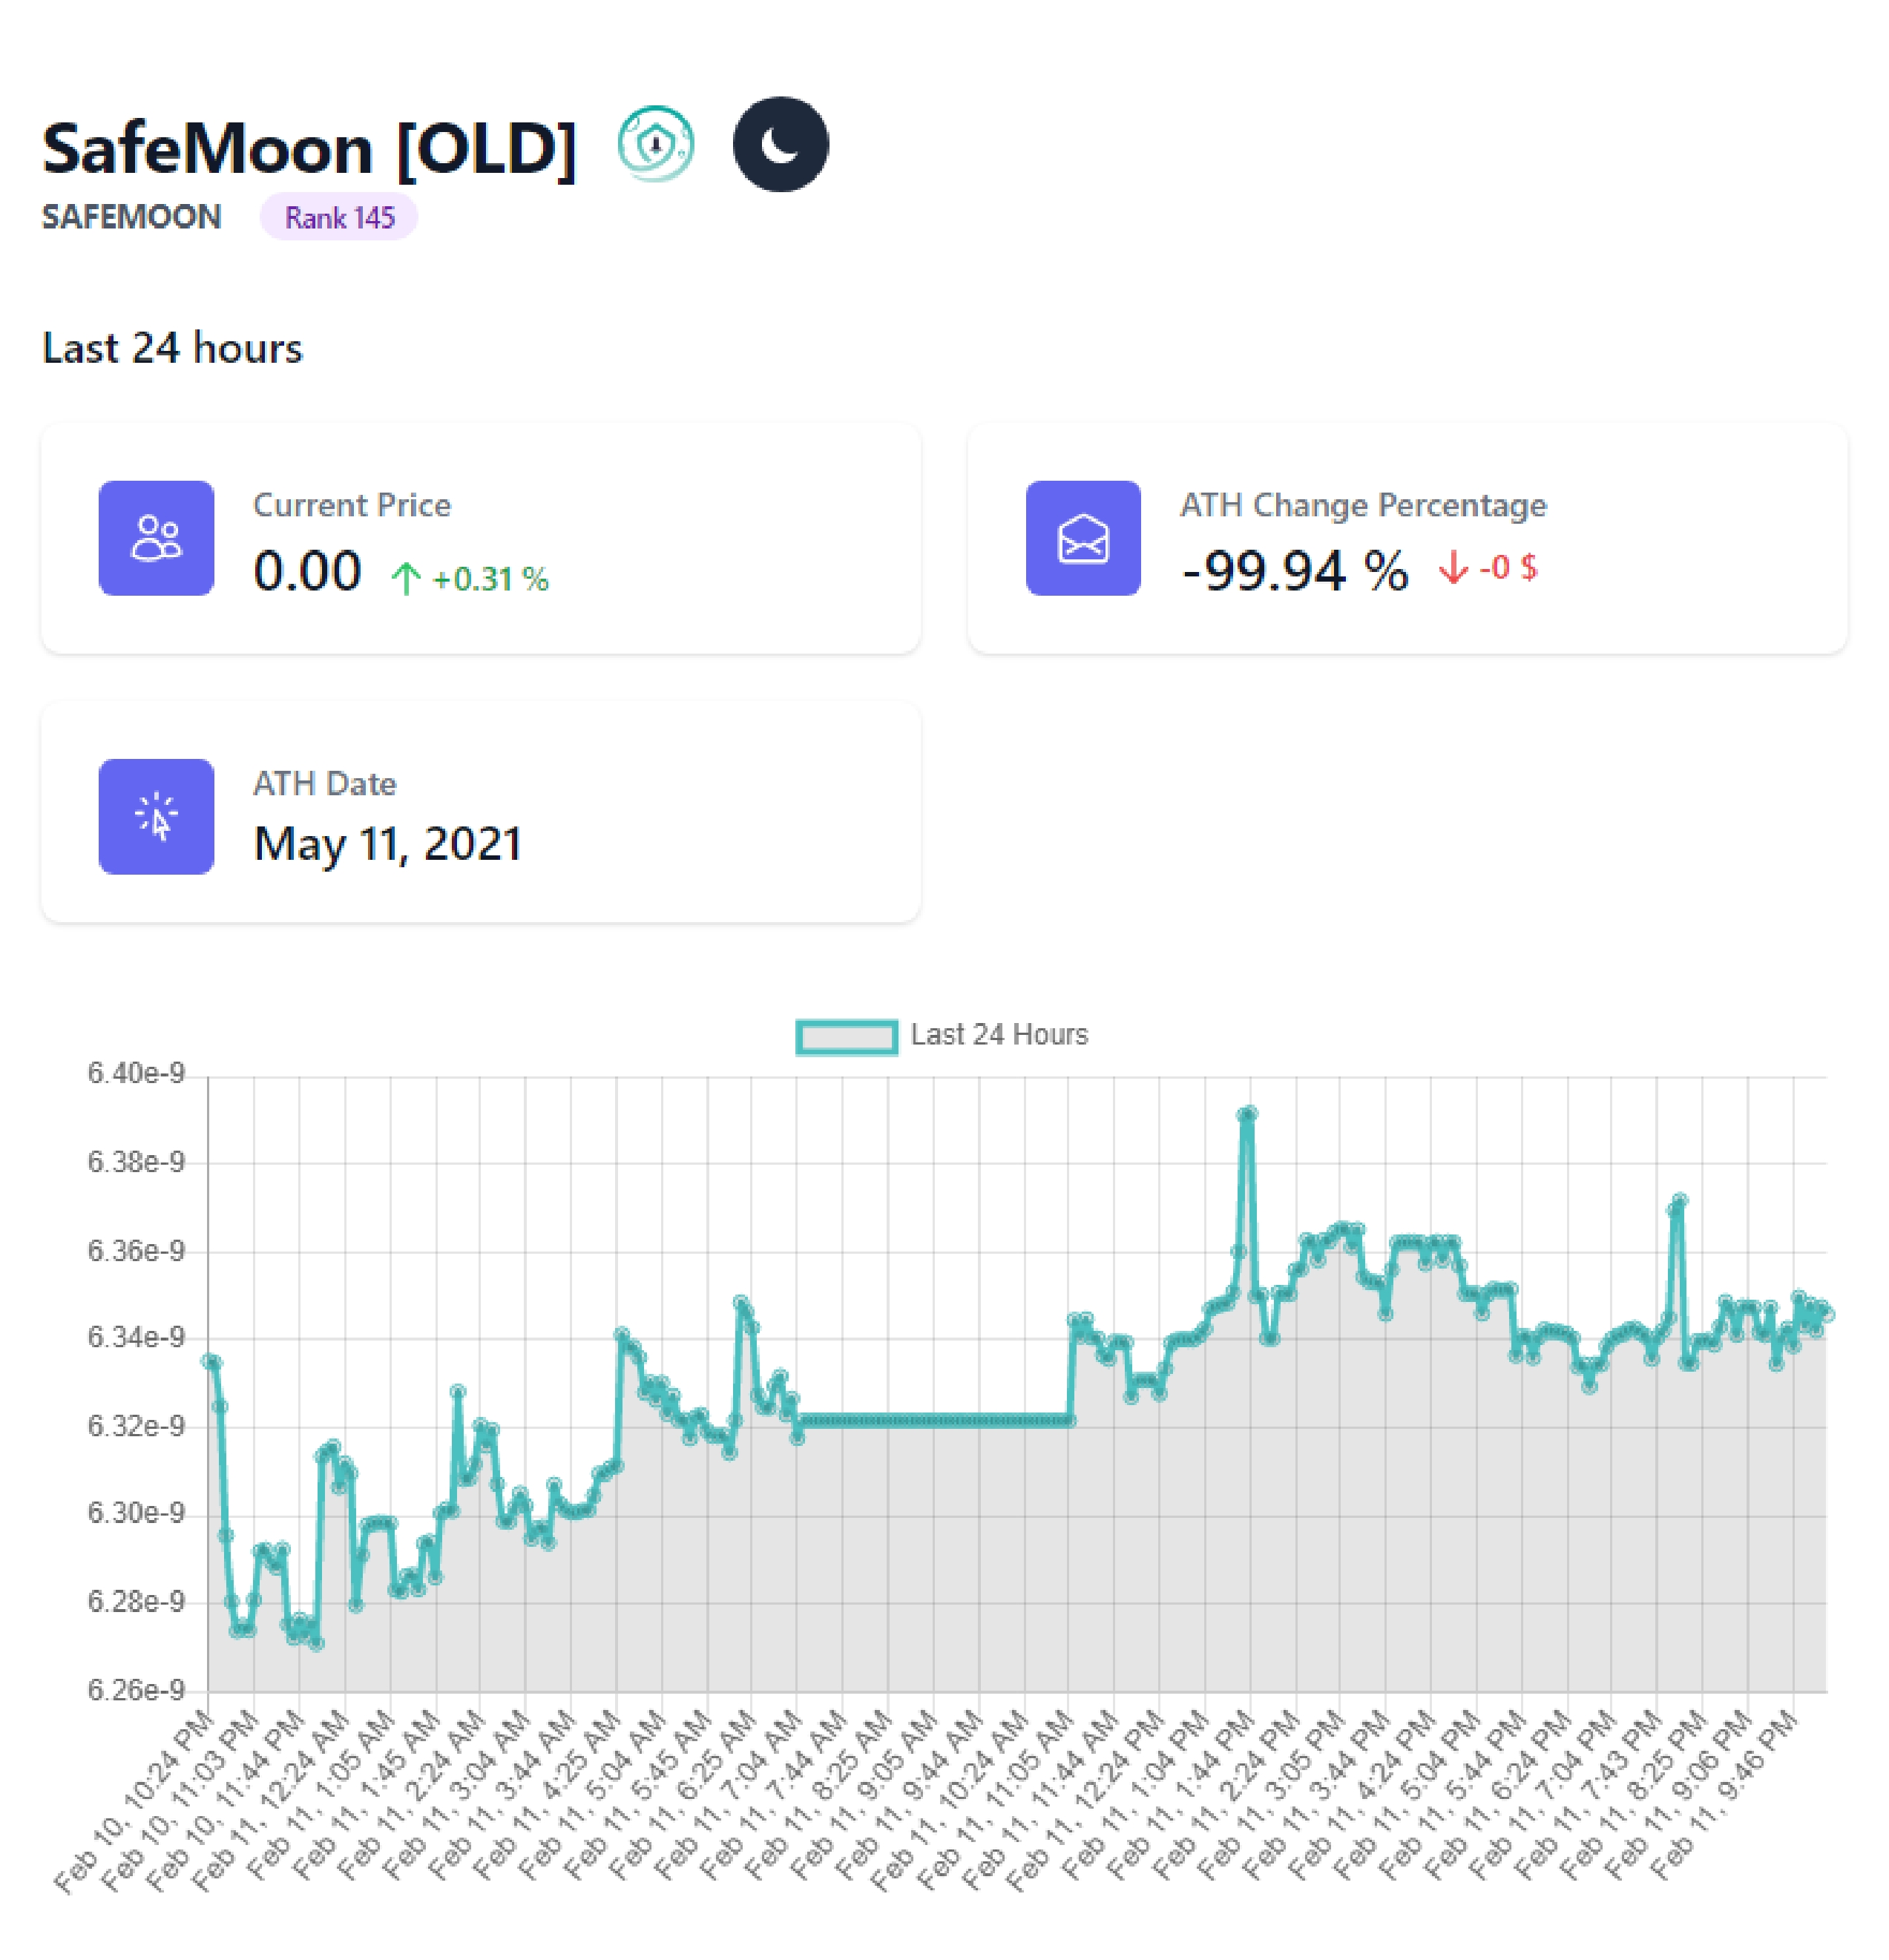 SafeMoon [OLD]
SAFEMOON Rank 145
Last 24 hours
Current Price
0.00 +0.31 %
ATH Change Percentage
-99.94 % -0 $
ATH Date
May 11, 2021
Last 24 Hours
6.40e-9
6.38e-9
6.36e-9
6.34e-9
6.32e-9
6.30e-9
6.28e-9
6.26e-9
Feb 10, 10:24 PM
Feb 10, 11:03 PM
Feb 10, 11:44 PM
Feb 11, 12:24 AM
Feb 11, 1:05 AM
Feb 11, 1:45 AM
Feb 11, 2:24 AM
Feb 11, 3:04 AM
Feb 11, 3:44 AM
Feb 11, 4:25 AM
Feb 11, 5:04 AM
Feb 11, 5:45 AM
Feb 11, 6:25 AM
Feb 11, 7:04 AM
Feb 11, 7:44 AM
Feb 11, 8:25 AM
Feb 11, 9:05 AM
Feb 11, 9:44 AM
Feb 11, 10:24 AM
Feb 11, 11:05 AM
Feb 11, 11:44 AM
Feb 11, 12:24 PM
Feb 11, 1:04 PM
Feb 11, 1:44 PM
Feb 11, 2:24 PM
Feb 11, 3:05 PM
Feb 11, 3:44 PM
Feb 11, 4:24 PM
Feb 11, 5:04 PM
Feb 11, 5:44 PM
Feb 11, 6:24 PM
Feb 11, 7:04 PM
Feb 11, 7:43 PM
Feb 11, 8:25 PM
Feb 11, 9:06 PM
Feb 11, 9:46 PM